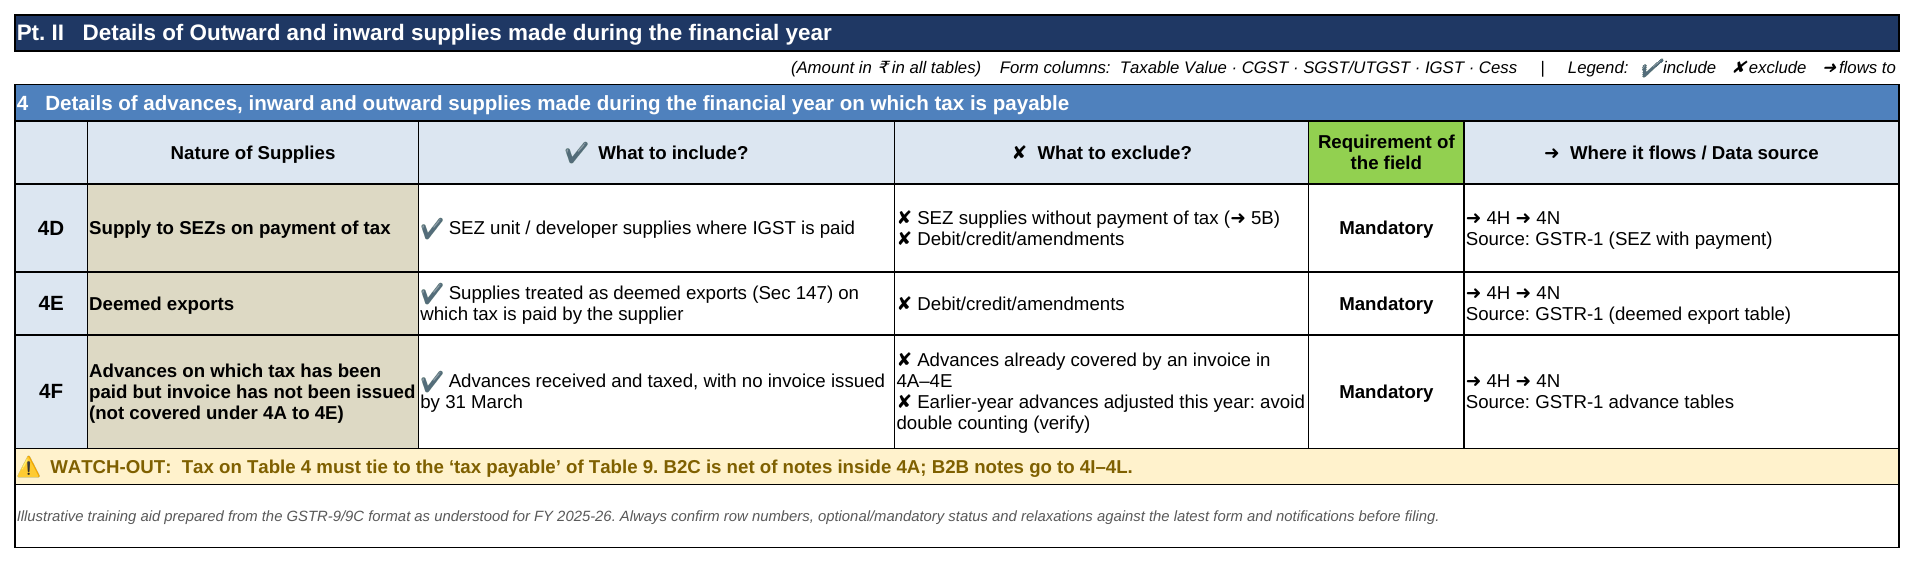 Pt. II Details of Outward and inward supplies made during the financial year
(Amount in ₹ in all tables) Form columns: Taxable Value · CGST · SGST/UTGST · IGST · Cess | Legend: ✔include ✘exclude ➜flows to
4 Details of advances, inward and outward supplies made during the financial year on which tax is payable
Nature of Supplies
✔ What to include?
✘ What to exclude?
Requirement of
the field
➜ Where it flows / Data source
4D
Supply to SEZs on payment of tax
✔ SEZ unit / developer supplies where IGST is paid
✘ SEZ supplies without payment of tax (➜ 5B)
✘ Debit/credit/amendments
Mandatory
➜ 4H ➜ 4N
Source: GSTR-1 (SEZ with payment)
4E
Deemed exports
✔ Supplies treated as deemed exports (Sec 147) on
which tax is paid by the supplier
✘ Debit/credit/amendments
Mandatory
➜ 4H ➜ 4N
Source: GSTR-1 (deemed export table)
4F
Advances on which tax has been
paid but invoice has not been issued
(not covered under 4A to 4E)
✔ Advances received and taxed, with no invoice issued
by 31 March
✘ Advances already covered by an invoice in
4A–4E
✘ Earlier-year advances adjusted this year: avoid
double counting (verify)
Mandatory
➜ 4H ➜ 4N
Source: GSTR-1 advance tables
⚠ WATCH-OUT: Tax on Table 4 must tie to the ‘tax payable’ of Table 9. B2C is net of notes inside 4A; B2B notes go to 4I–4L.
Illustrative training aid prepared from the GSTR-9/9C format as understood for FY 2025-26. Always confirm row numbers, optional/mandatory status and relaxations against the latest form and notifications before filing.